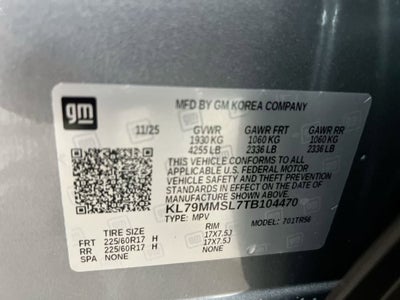 gm
MFD BY GM KOREA COMPANY
11/25 GVWR GAWR FRT GAWR RR
1930 KG 1060 KG 1060 KG
4255 LB 2336 LB 2336 LB
THIS VEHICLE CONFORMS TO ALL
APPLICABLE U.S. FEDERAL MOTOR
VEHICLE SAFETY, BUMPER, AND THEFT
PREVENTION STANDARDS IN EFFECT ON
THE DATE OF MANUFACTURE SHOWN ABOVE
KL79MMSL7TB104470
TYPE: MPV MODEL: 701TR56
TIRE SIZE RIM
FRT 225/60R17 H 17X7.5J
RR 225/60R17 H 17X7.5J
SPA NONE NONE